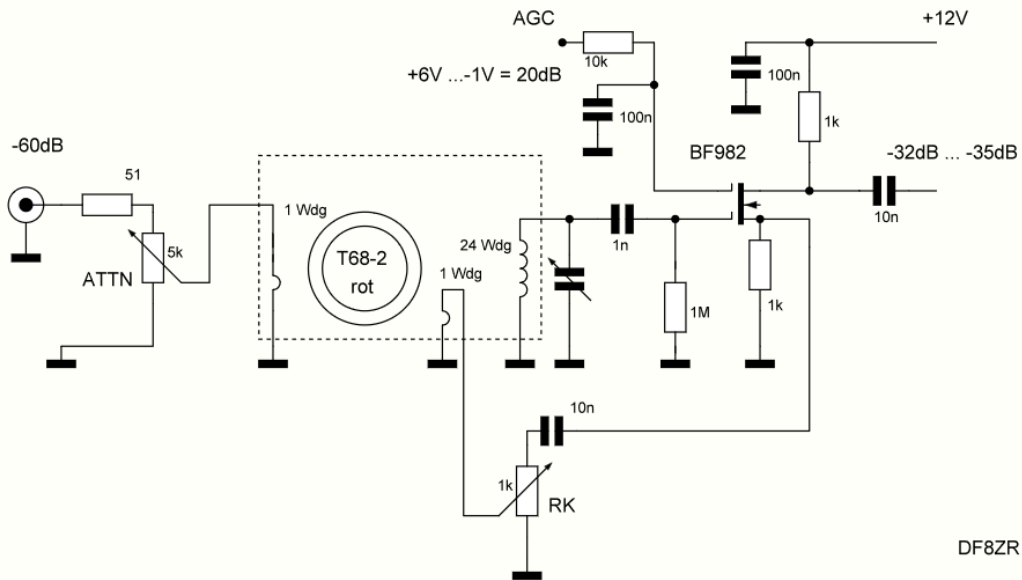 AGC
+12V
10k
+6V ...-1V = 20dB
100n
100n
1k
-60dB
BF982
-32dB ... -35dB
51
10n
1 Wdg
5k
24 Wdg
1n
T68-2
rot
1 Wdg
ATTN
1M
1k
10n
1k
RK
DF8ZR